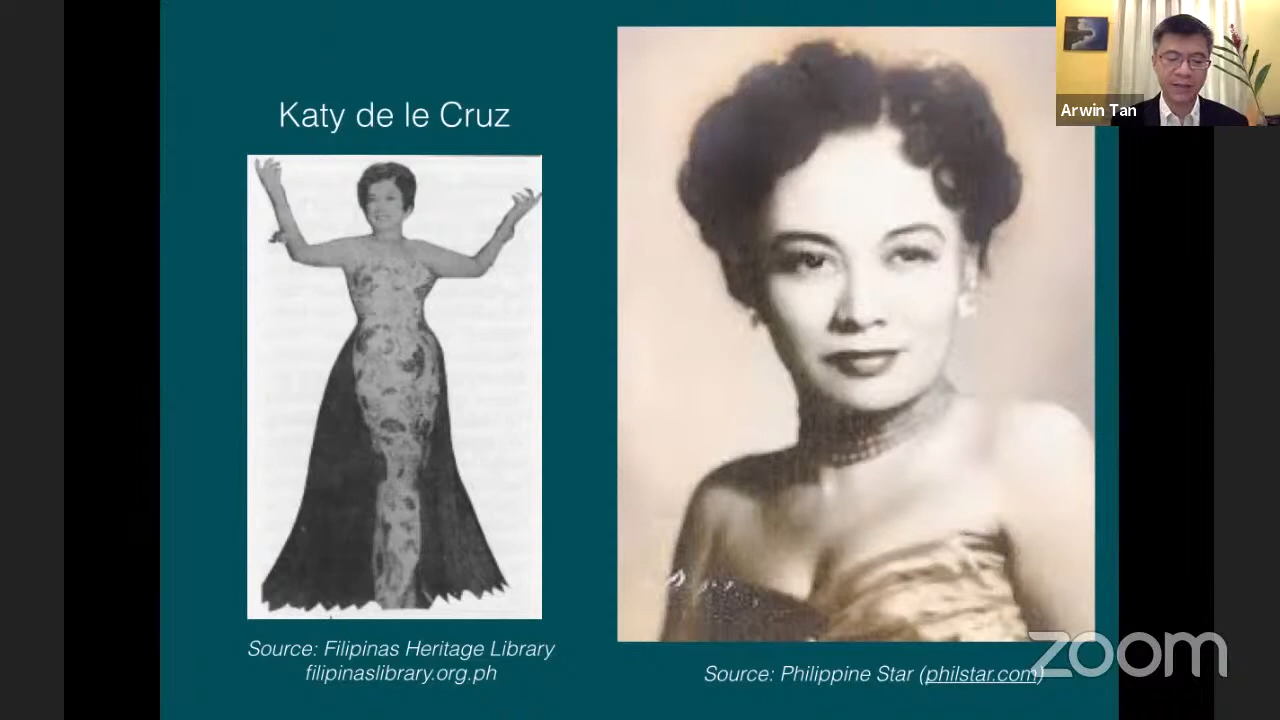 Arwin Tan
Katy de le Cruz
Source: Filipinas Heritage Library
filipinaslibrary.org.ph
Source: Philippine Star (philstar.com)
zoom